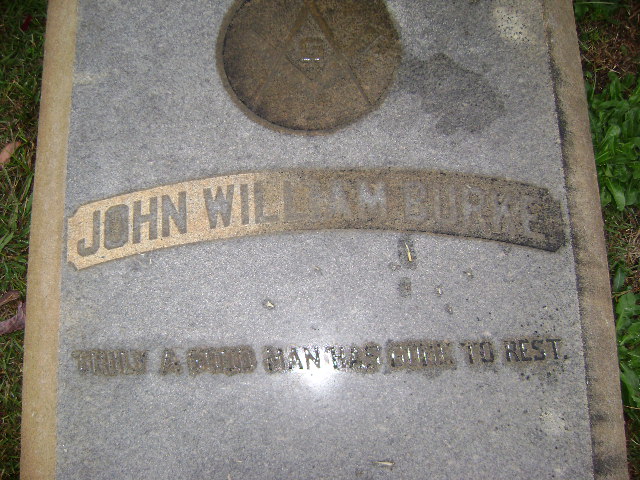 JOHN WILLIAM BURKE
TRULY A GOOD MAN HAS GONE TO REST.